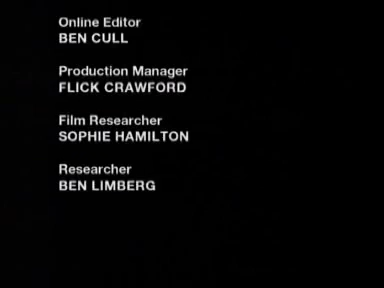 Online Editor
BEN CULL
Production Manager
FLICK CRAWFORD
Film Researcher
SOPHIE HAMILTON
Researcher
BEN LIMBERG